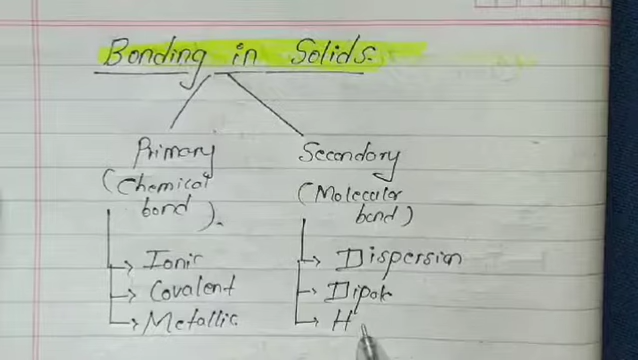 Bonding in Solids.
Primary
(Chemical
bond).
Secondary
(Molecular
bond)
→ Ionic
→ Covalent
→ Metallic
→ Dispersion
→ Dipole
→ H